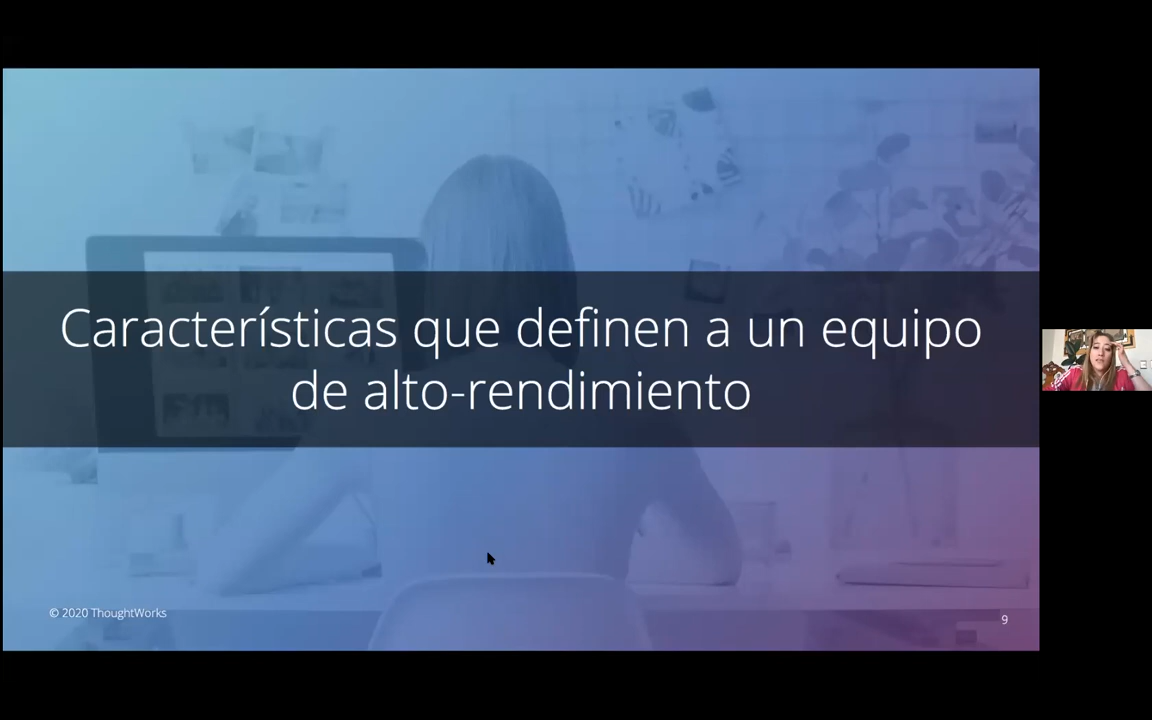 Características que definen a un equipo
de alto-rendimiento
© 2020 ThoughtWorks
9